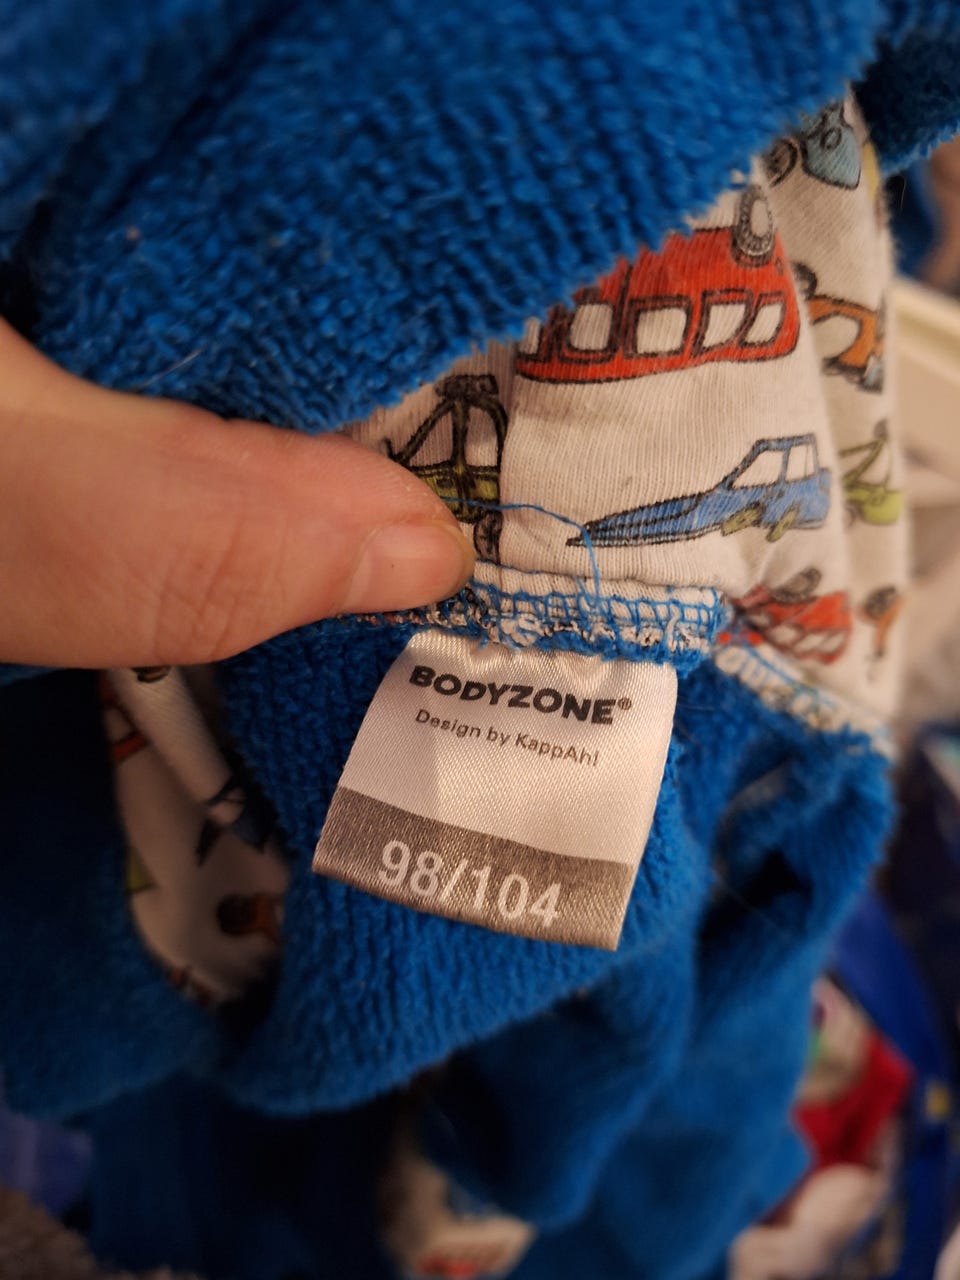 BODYZONE®
Design by KappAhl
98/104